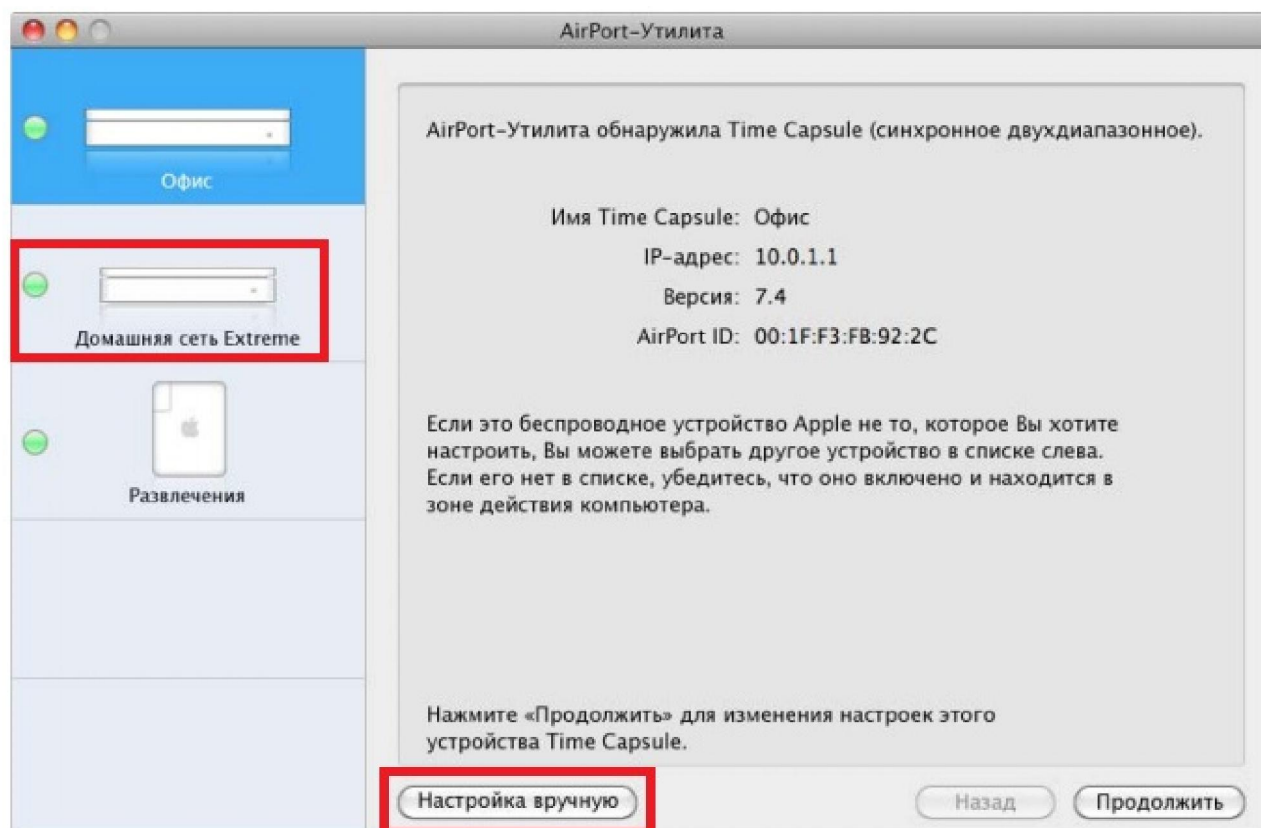 AirPort-Утилита
Офис
Домашняя сеть Extreme
Развлечения
AirPort-Утилита обнаружила Time Capsule (синхронное двухдиапазонное).
Имя Time Capsule: Офис
IP-адрес: 10.0.1.1
Версия: 7.4
AirPort ID: 00:1F:F3:FB:92:2C
Если это беспроводное устройство Apple не то, которое Вы хотите
настроить, Вы можете выбрать другое устройство в списке слева.
Если его нет в списке, убедитесь, что оно включено и находится в
зоне действия компьютера.
Нажмите «Продолжить» для изменения настроек этого
устройства Time Capsule.
Настройка вручную Назад Продолжить